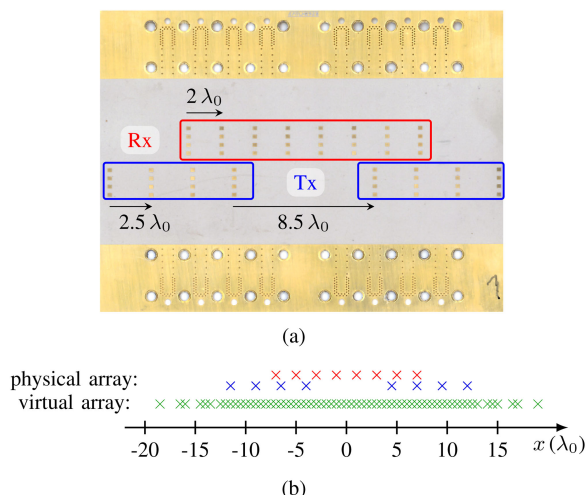 2 λ₀
Rx
Tx
2.5 λ₀
8.5 λ₀
1
(a)
physical array:
virtual array:
-20 -15 -10 -5 0 5 10 15 x (λ₀)
(b)